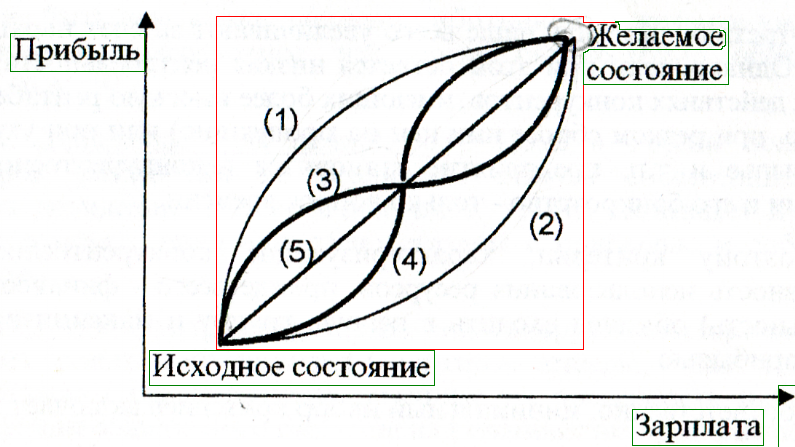 Прибыль
Желаемое
состояние
(1)
(3)
(2)
(5)
(4)
Исходное состояние
Зарплата